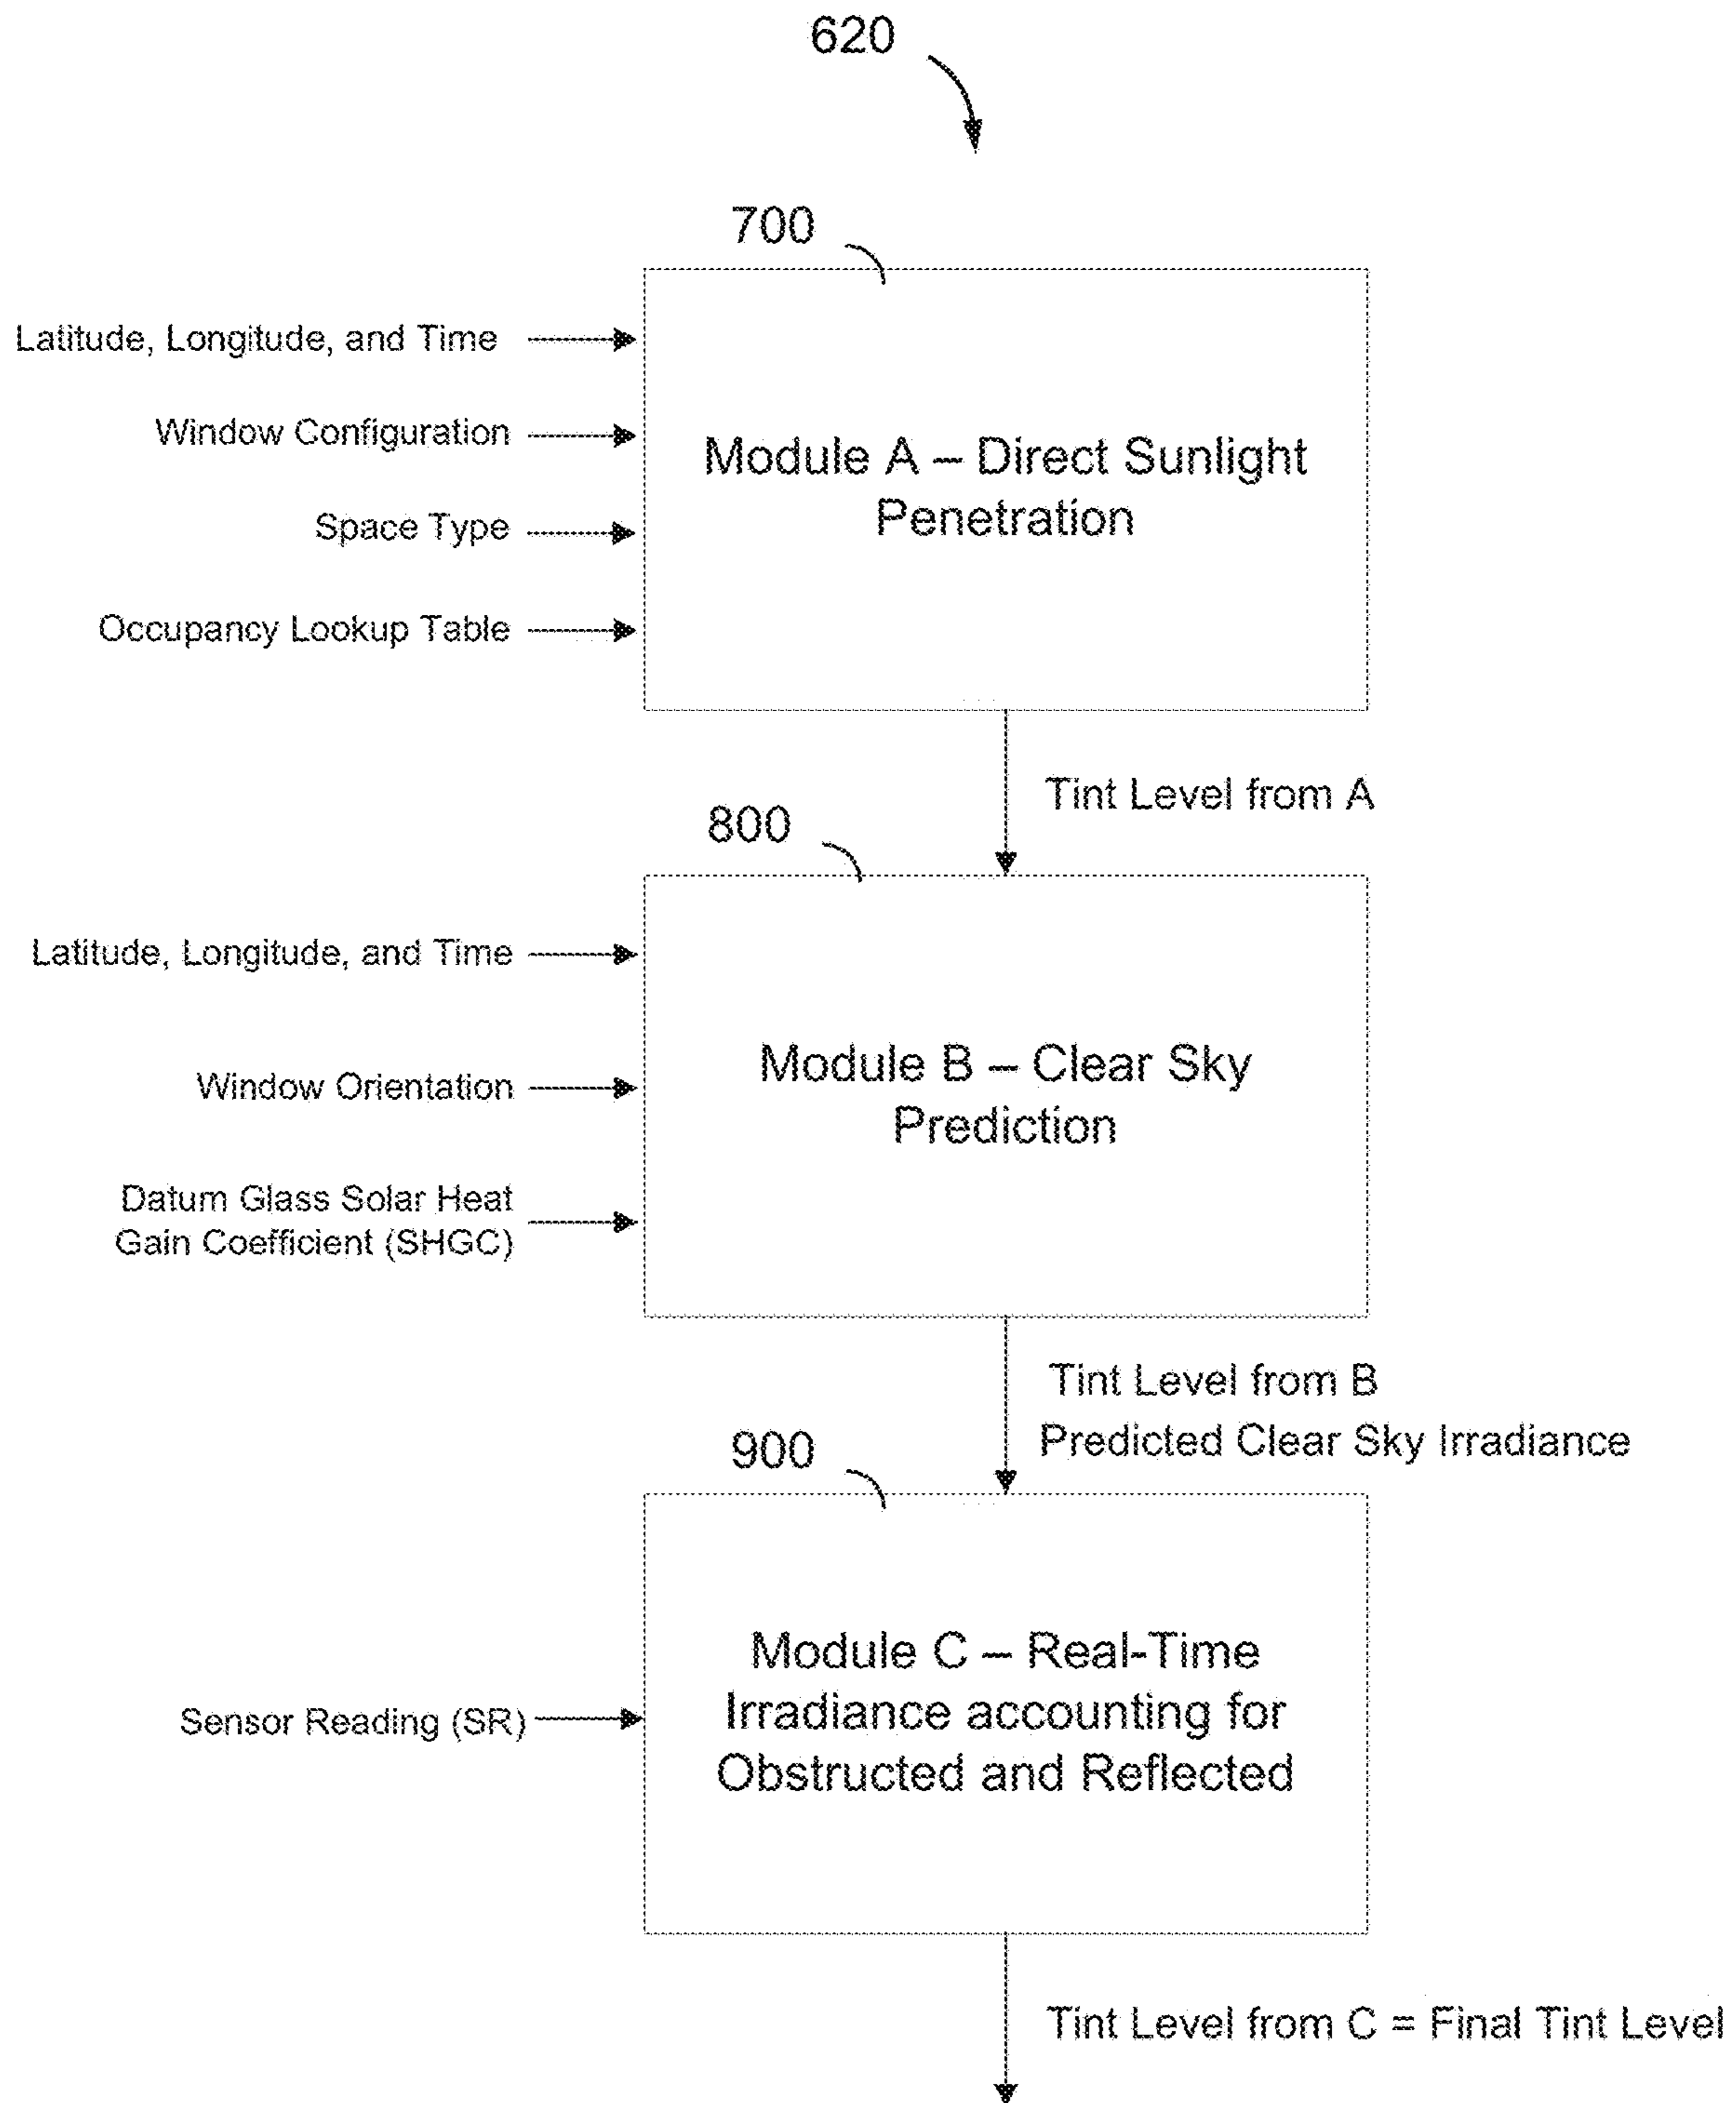 620
700
Latitude, Longitude, and Time
Window Configuration
Module A – Direct Sunlight
Penetration
Space Type
Occupancy Lookup Table
Tint Level from A
800
Latitude, Longitude, and Time
Module B – Clear Sky
Prediction
Window Orientation
Datum Glass Solar Heat
Gain Coefficient (SHGC)
Tint Level from B
Predicted Clear Sky Irradiance
900
Module C – Real-Time
Irradiance accounting for
Obstructed and Reflected
Sensor Reading (SR)
Tint Level from C = Final Tint Level